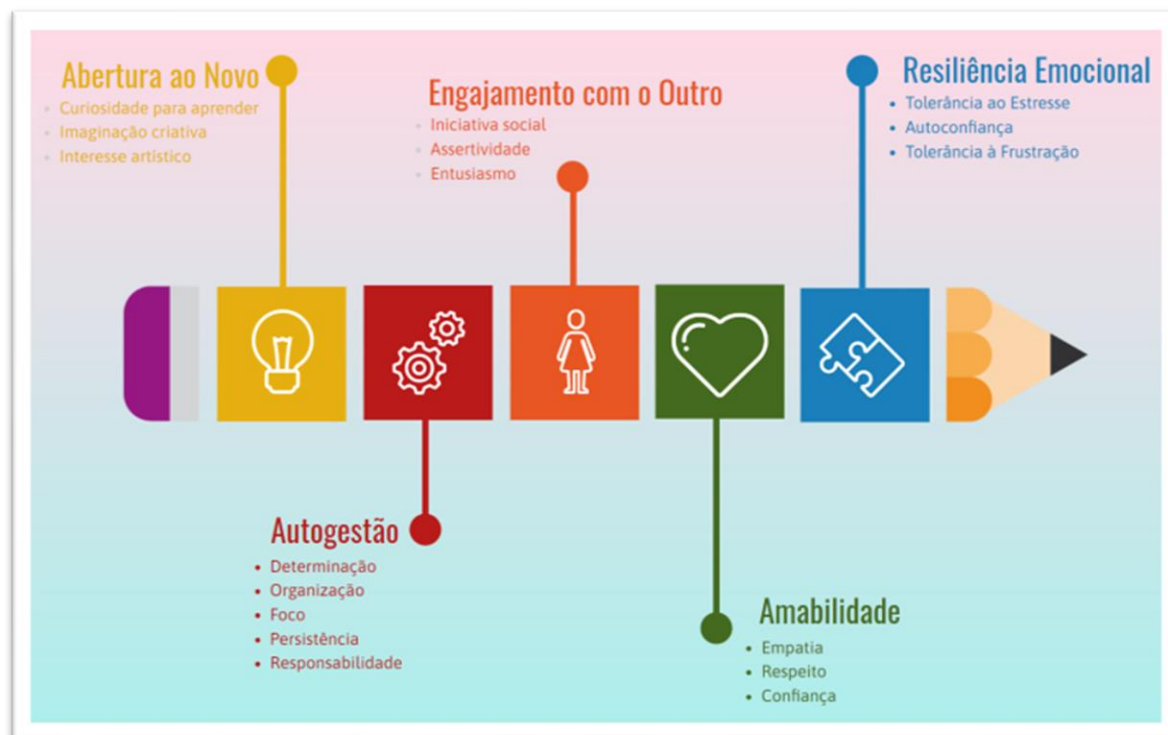 Abertura ao Novo
Curiosidade para aprender
Imaginação criativa
Interesse artístico
Engajamento com o Outro
Iniciativa social
Assertividade
Entusiasmo
Resiliência Emocional
Tolerância ao Estresse
Autoconfiança
Tolerância à Frustração
Autogestão
Determinação
Organização
Foco
Persistência
Responsabilidade
Amabilidade
Empatia
Respeito
Confiança